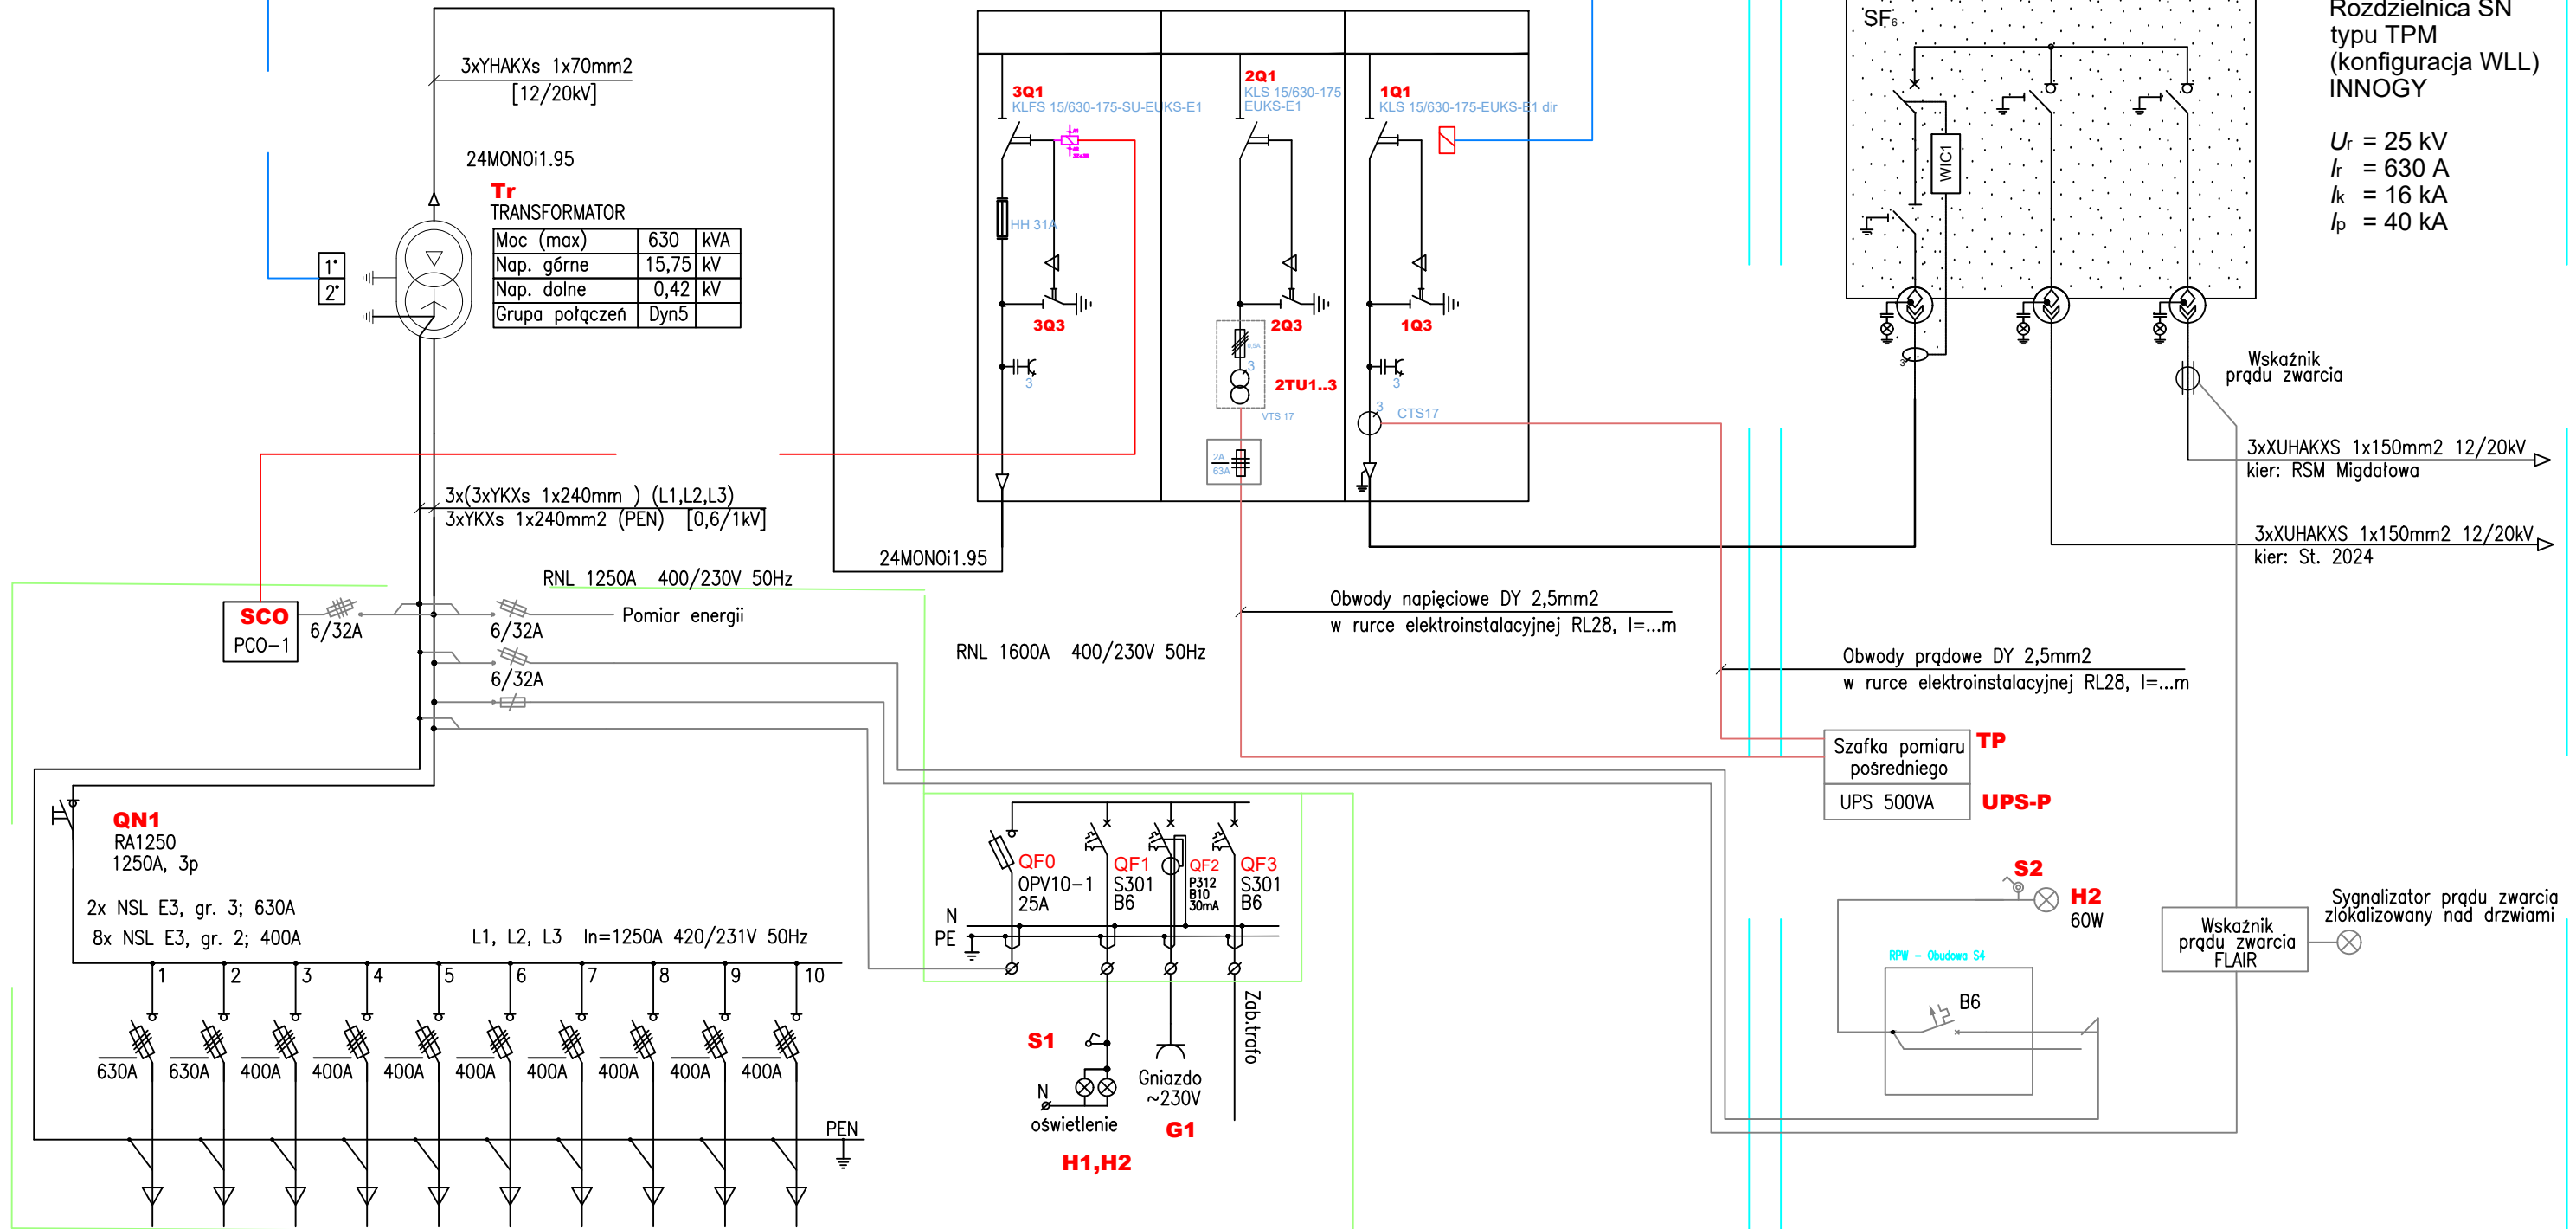 3xYHAKXs 1x70mm2
[12/20kV]
24MONOi1.95
Tr
TRANSFORMATOR
Moc (max) 630 kVA
Nap. górne 15,75 kV
Nap. dolne 0,42 kV
Grupa połączeń Dyn5
1°
2°
3Q1
KLFS 15/630-175-SU-EUKS-E1
HH 31A
3Q3
3
2Q1
KLS 15/630-175
EUKS-E1
2Q3
0,5A
3
2TU1..3
VTS 17
2A
63A
1Q1
KLS 15/630-175-EUKS-E1 dir
1Q3
3
3
CTS17
24MONOi1.95
SF6
WIC1
3
Rozdzielnica SN
typu TPM
(konfiguracja WLL)
INNOGY
Ur = 25 kV
Ir = 630 A
Ik = 16 kA
Ip = 40 kA
Wskaźnik
prądu zwarcia
3xXUHAKXS 1x150mm2 12/20kV
kier: RSM Migdałowa
3xXUHAKXS 1x150mm2 12/20kV
kier: St. 2024
3x(3xYKXs 1x240mm ) (L1,L2,L3)
3xYKXs 1x240mm2 (PEN) [0,6/1kV]
RNL 1250A 400/230V 50Hz
SCO
PCO-1
6/32A
6/32A
Pomiar energii
6/32A
RNL 1600A 400/230V 50Hz
Obwody napięciowe DY 2,5mm2
w rurce elektroinstalacyjnej RL28, l=...m
Obwody prądowe DY 2,5mm2
w rurce elektroinstalacyjnej RL28, l=...m
Szafka pomiaru
pośredniego
TP
UPS 500VA
UPS-P
QN1
RA1250
1250A, 3p
2x NSL E3, gr. 3; 630A
8x NSL E3, gr. 2; 400A
L1, L2, L3 In=1250A 420/231V 50Hz
1 2 3 4 5 6 7 8 9 10
630A 630A 400A 400A 400A 400A 400A 400A 400A 400A
PEN
QF0
OPV10-1
25A
QF1
S301
B6
QF2
P312
B10
30mA
QF3
S301
B6
N
PE
S1
N
oświetlenie
H1,H2
Gniazdo
~230V
G1
Zab.trafo
S2
H2
60W
RPW - Obudowa S4
B6
Wskaźnik
prądu zwarcia
FLAIR
Sygnalizator prądu zwarcia
zlokalizowany nad drzwiami